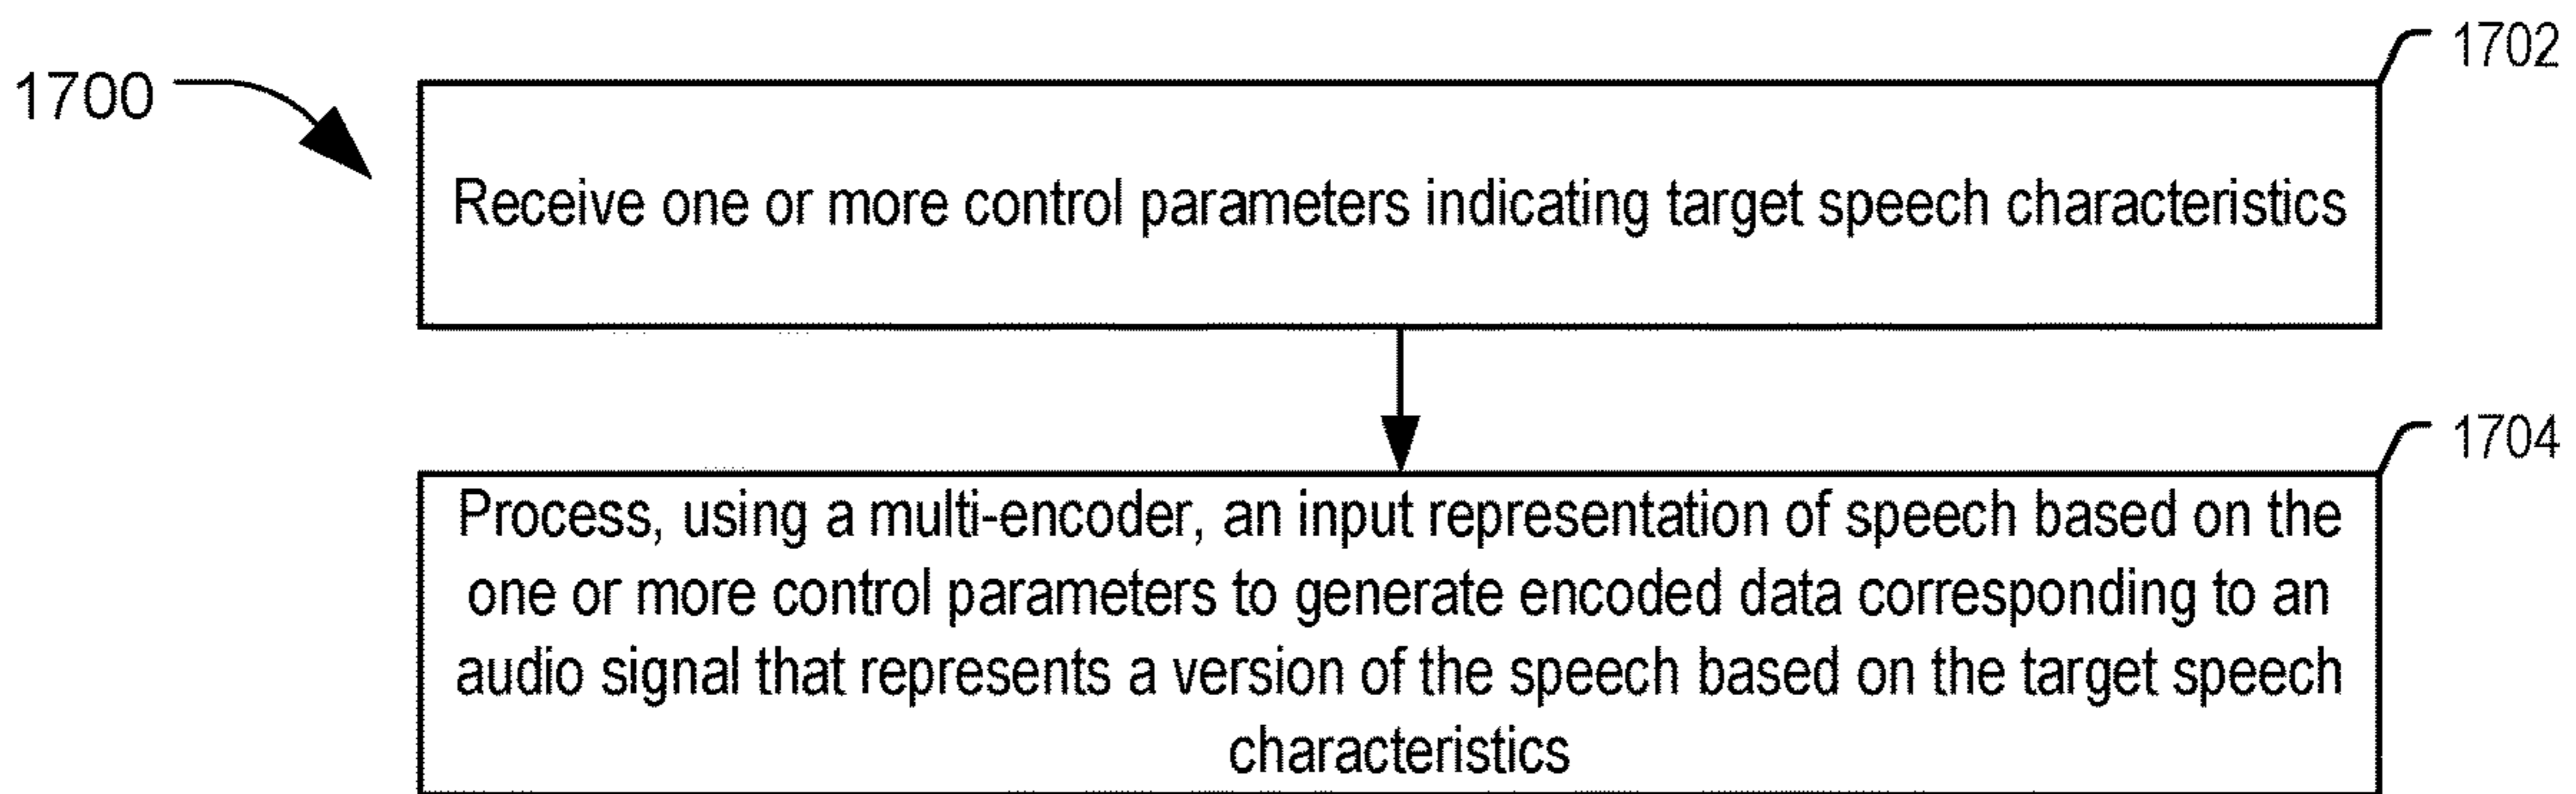 1702
1700
Receive one or more control parameters indicating target speech characteristics
1704
Process, using a multi-encoder, an input representation of speech based on the
one or more control parameters to generate encoded data corresponding to an
audio signal that represents a version of the speech based on the target speech
characteristics